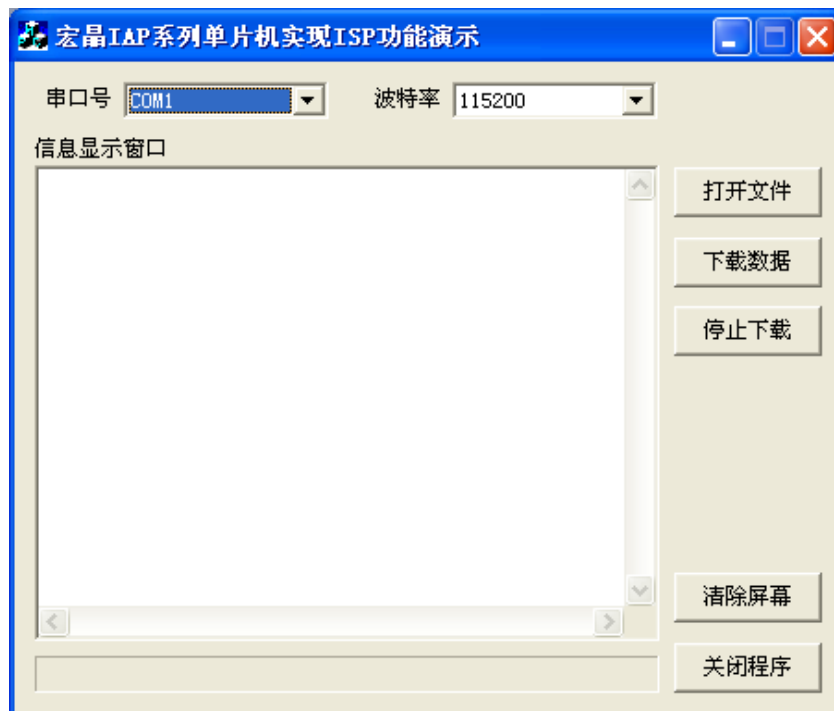 宏晶IAP系列单片机实现ISP功能演示
串口号 COM1 波特率 115200
信息显示窗口
打开文件
下载数据
停止下载
清除屏幕
关闭程序